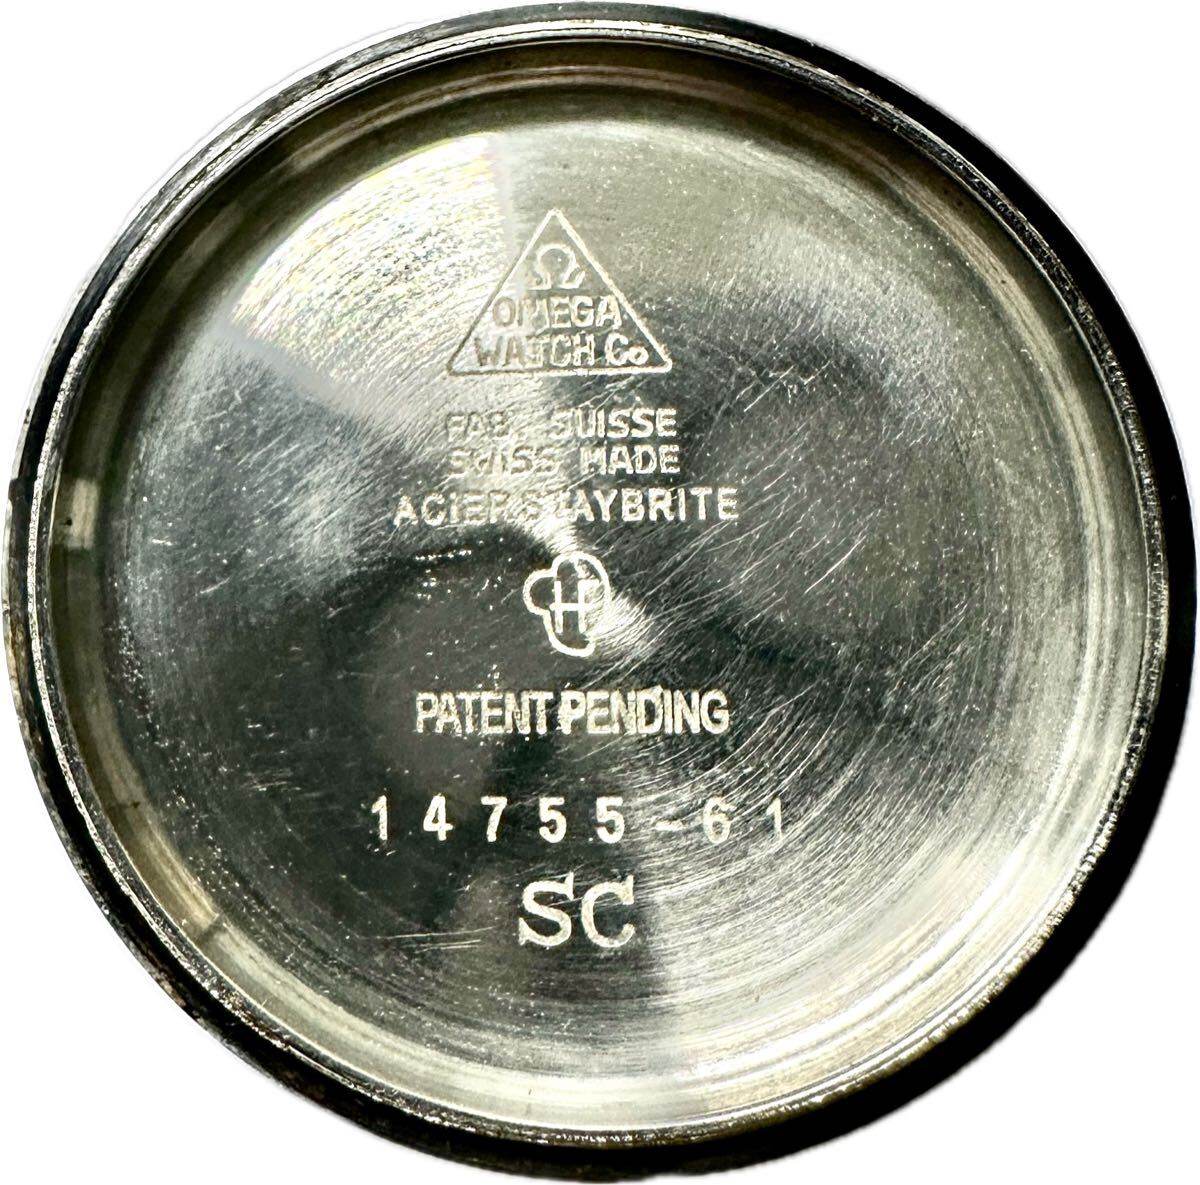 Ω
OMEGA
WATCH Co
FAB. SUISSE
SWISS MADE
ACIER STAYBRITE
H
PATENT PENDING
14755-61
SC